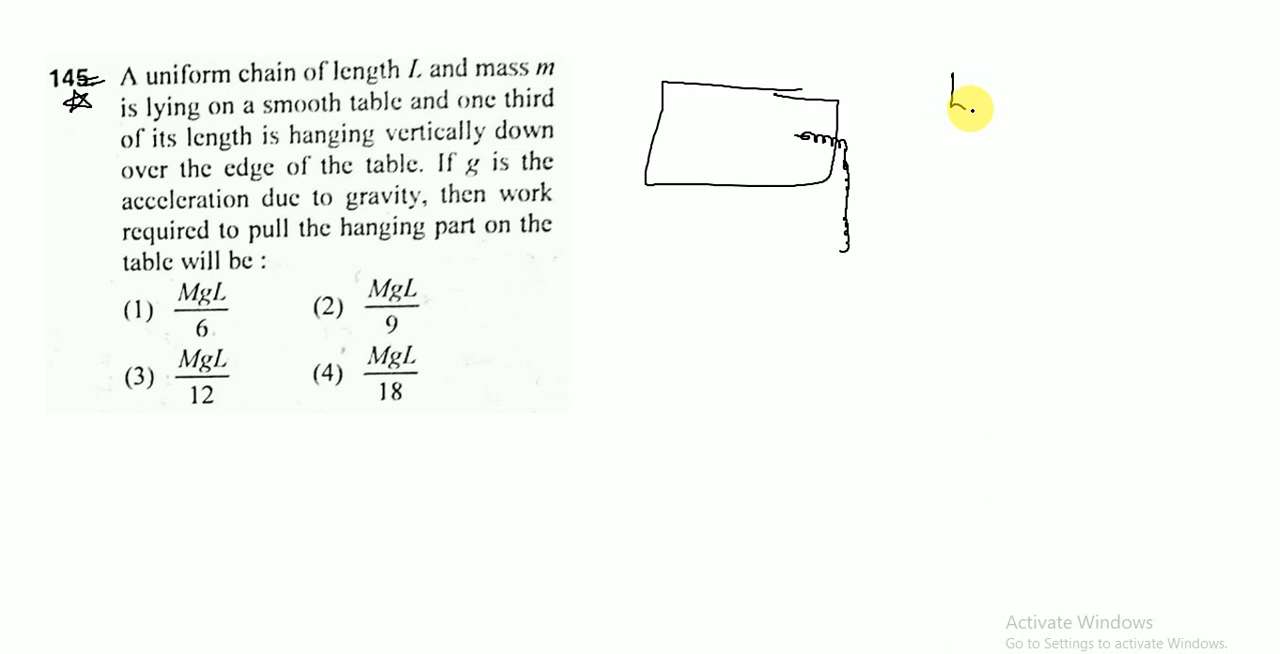 145 A uniform chain of length L and mass m
is lying on a smooth table and one third
of its length is hanging vertically down
over the edge of the table. If g is the
acceleration due to gravity, then work
required to pull the hanging part on the
table will be :
(1) MgL/6 (2) MgL/9
(3) MgL/12 (4) MgL/18
Activate Windows
Go to Settings to activate Windows.